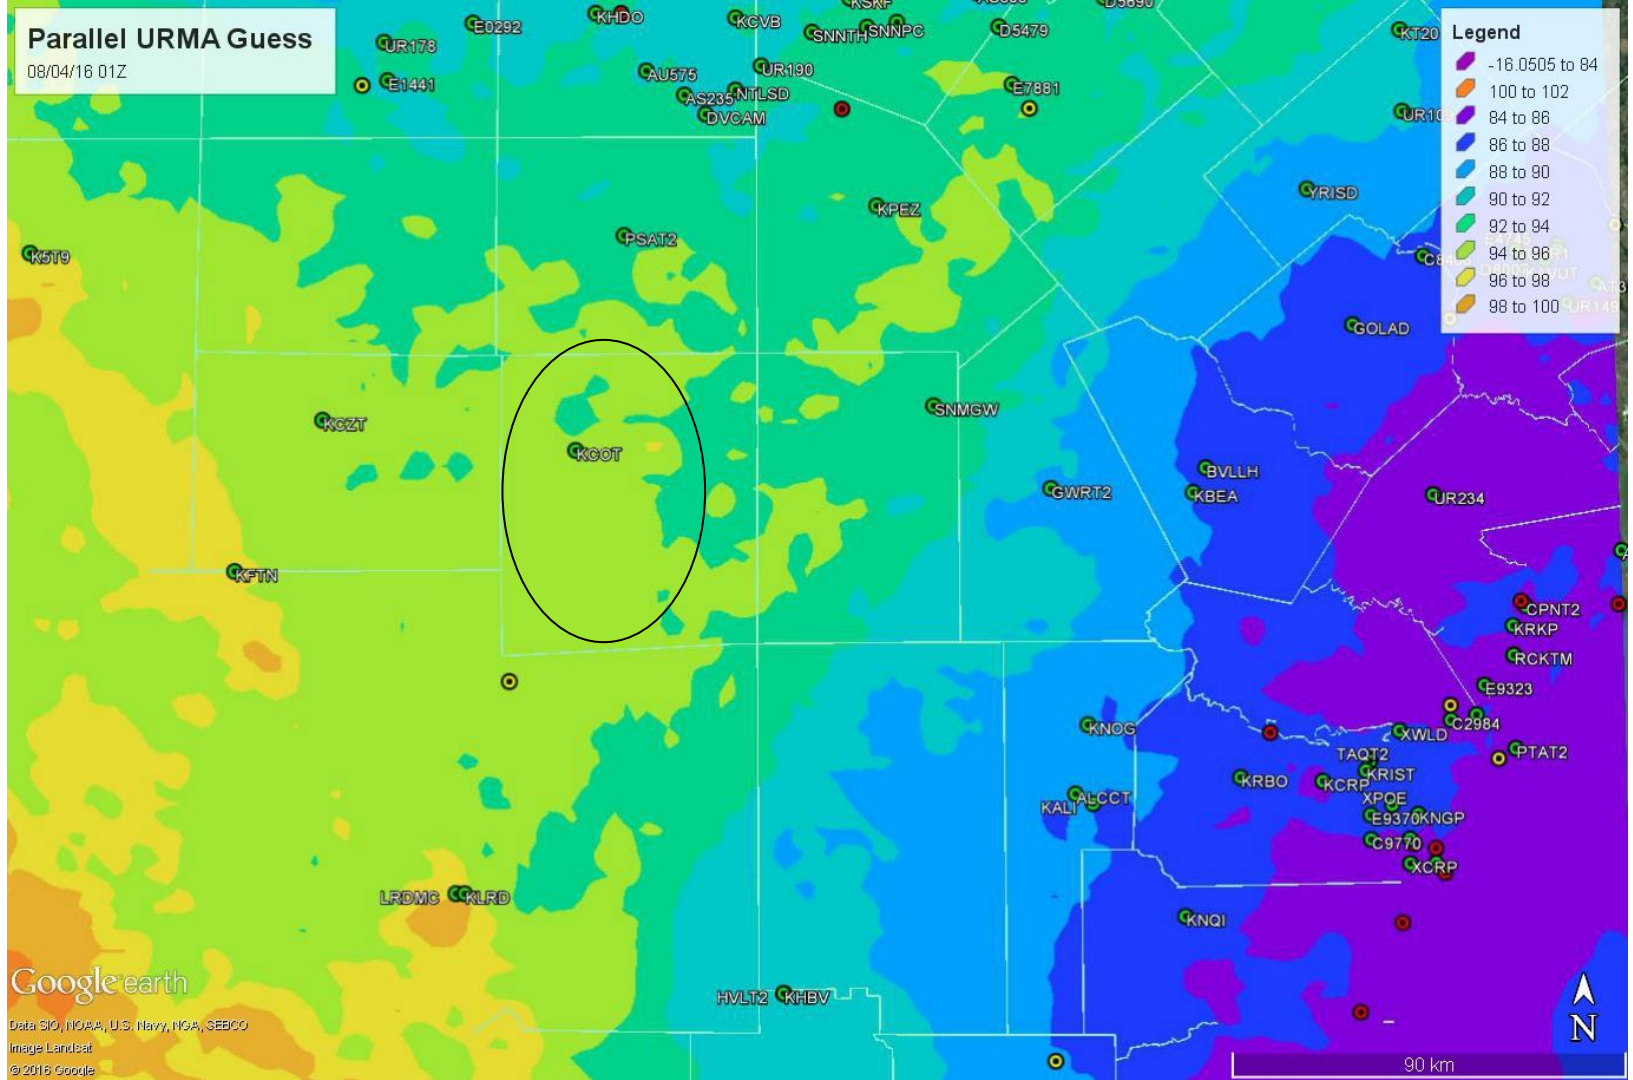 Parallel URMA Guess
08/04/16 01Z
Legend
-16.0505 to 84
100 to 102
84 to 86
86 to 88
88 to 90
90 to 92
92 to 94
94 to 96
96 to 98
98 to 100
KSKF
D5690
E0292
KHDO
KCVB
SNNTH
SNNPC
D5479
KT20
UR178
E1441
AU575
UR190
AS235
NTLSD
DVCAM
E7881
YRISD
KPEZ
PSAT2
K5T9
GOLAD
UR149
KCZT
KCOT
SNMGW
BVLLH
KBEA
GWRT2
UR234
KFTN
CPNT2
KRKP
RCKTM
E9323
C2984
XWLD
PTAT2
KNOG
TAQT2
KRIST
KRBO
KCRP
XPOE
E9370
KNGP
KALI
ALCCT
C9770
XCRP
LRDMC
KLRD
KNQI
HVLT2
KHBV
Google earth
Data SIO, NOAA, U.S. Navy, NGA, GEBCO
Image Landsat
© 2016 Google
N
90 km